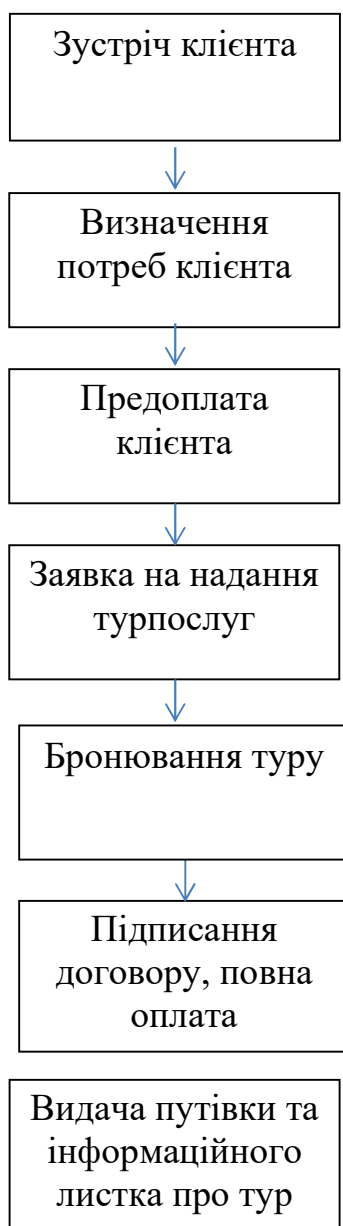 Зустріч клієнта
Визначення
потреб клієнта
Предоплата
клієнта
Заявка на надання
турпослуг
Бронювання туру
Підписання
договору, повна
оплата
Видача путівки та
інформаційного
листка про тур